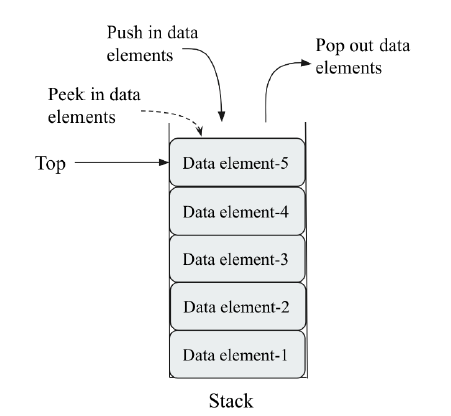 Push in data
elements
Pop out data
elements
Peek in data
elements
Top
Data element-5
Data element-4
Data element-3
Data element-2
Data element-1
Stack